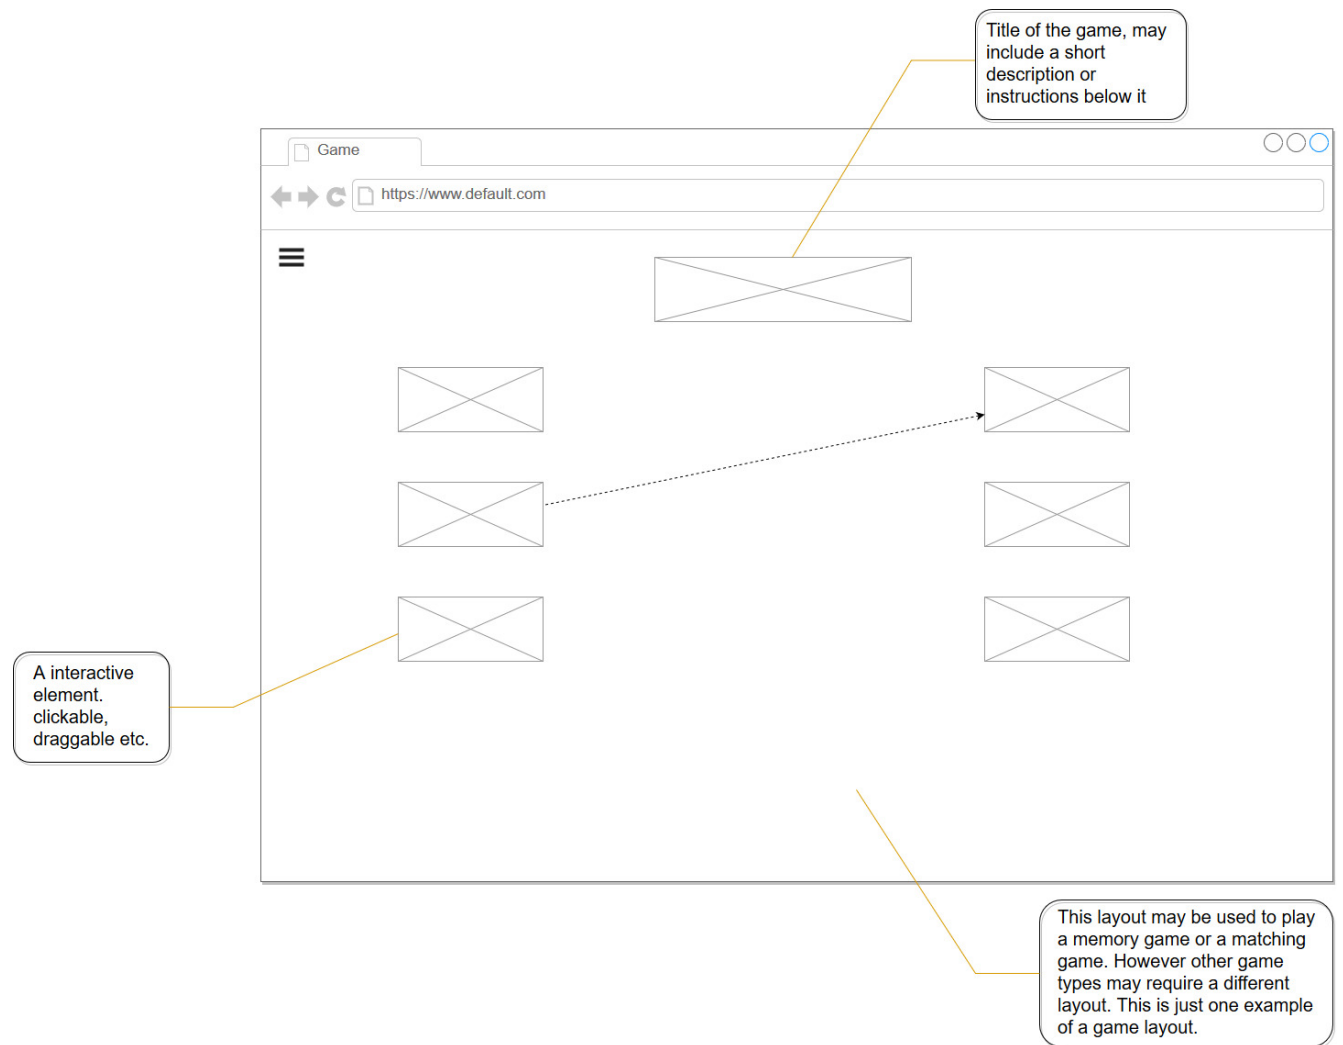 Title of the game, may
include a short
description or
instructions below it
Game
https://www.default.com
A interactive
element.
clickable,
draggable etc.
This layout may be used to play
a memory game or a matching
game. However other game
types may require a different
layout. This is just one example
of a game layout.